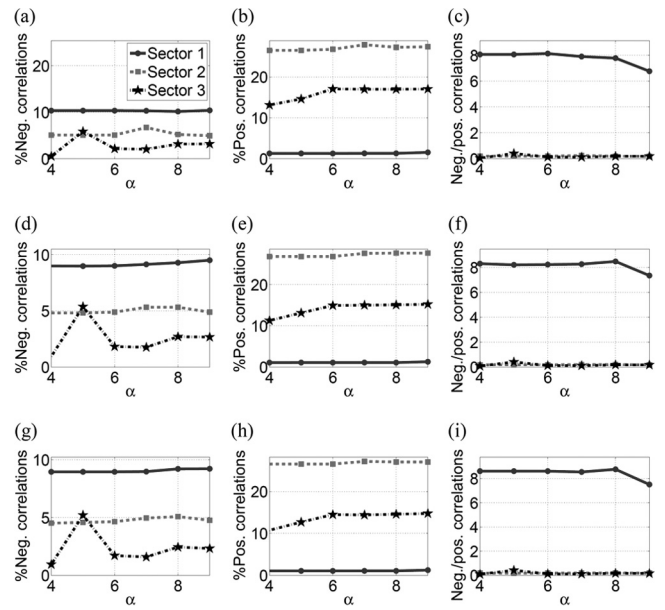 (a) (b) (c)
%Neg. correlations
20
10
0
4 6 8
α
Sector 1
Sector 2
Sector 3
%Pos. correlations
20
10
0
4 6 8
α
Neg./pos. correlations
8
6
4
2
0
4 6 8
α
(d) (e) (f)
%Neg. correlations
10
5
0
4 6 8
α
%Pos. correlations
20
10
0
4 6 8
α
Neg./pos. correlations
8
6
4
2
0
4 6 8
α
(g) (h) (i)
%Neg. correlations
10
5
0
4 6 8
α
%Pos. correlations
20
10
0
4 6 8
α
Neg./pos. correlations
8
6
4
2
0
4 6 8
α